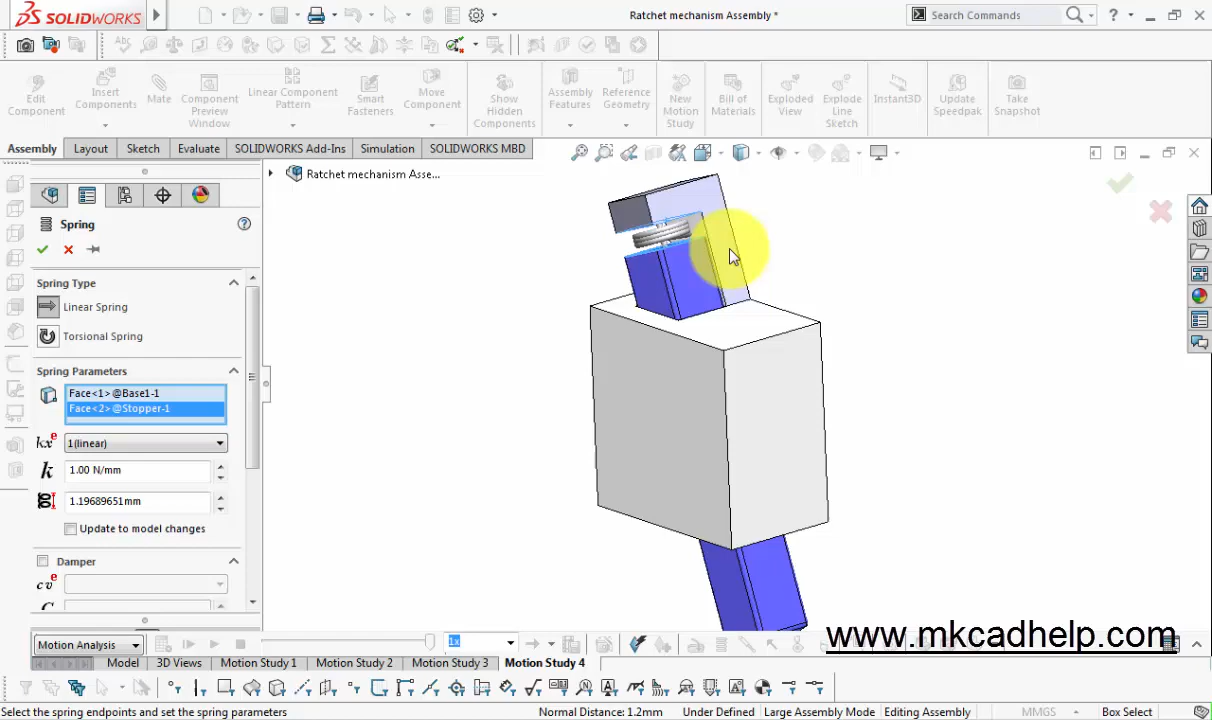 SOLIDWORKS
Ratchet mechanism Assembly *
Search Commands
Edit Component
Insert Components
Mate
Component Preview Window
Linear Component Pattern
Smart Fasteners
Move Component
Show Hidden Components
Assembly Features
Reference Geometry
New Motion Study
Bill of Materials
Exploded View
Explode Line Sketch
Instant3D
Update Speedpak
Take Snapshot
Assembly
Layout
Sketch
Evaluate
SOLIDWORKS Add-Ins
Simulation
SOLIDWORKS MBD
Ratchet mechanism Asse...
Spring
Spring Type
Linear Spring
Torsional Spring
Spring Parameters
Face<1> @Base1-1
Face<2> @Stopper-1
kxe
1(linear)
k
1.00 N/mm
1.19689651mm
Update to model changes
Damper
cve
C
Motion Analysis
1x
www.mkcadhelp.com
Model
3D Views
Motion Study 1
Motion Study 2
Motion Study 3
Motion Study 4
Select the spring endpoints and set the spring parameters
Normal Distance: 1.2mm
Under Defined
Large Assembly Mode
Editing Assembly
MMGS
Box Select